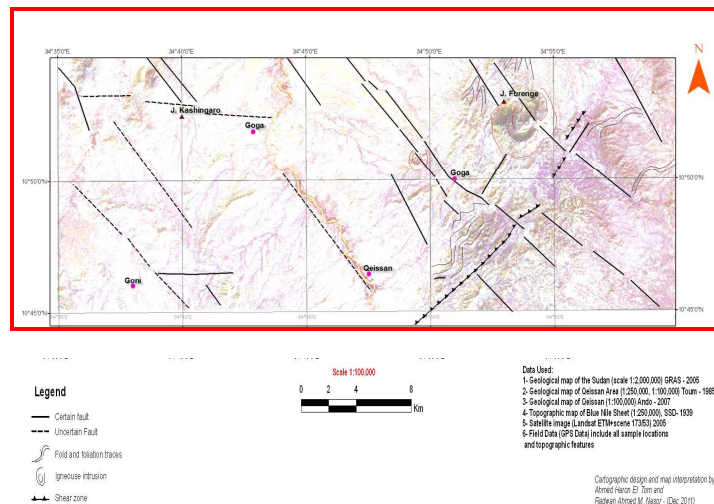 34°35'0"E 34°40'0"E 34°45'0"E 34°50'0"E 34°55'0"E
N
J. Kashingaro
J. Fürenge
Goga
10°50'0"N 10°50'0"N
Goga
Qeissan
Goni
10°45'0"N 10°45'0"N
Scale 1:100,000
0 2 4 8
Km
Legend
Certain fault
Uncertain Fault
Fold and foliation traces
Igneouse intrusion
Shear zone
Data Used:
1- Geological map of the Sudan (scale 1:2,000,000) GRAS - 2005
2- Geological map of Qeissan Area (1:250,000, 1:100,000) Toum - 1985
3- Geological map of Qeissan (1:100,000) Ando - 2007
4- Topographic map of Blue Nile Sheet (1:250,000), SSD- 1939
5- Satellite image (Landsat ETM+scene 173/53) 2005
6- Field Data (GPS Data) include all sample locations
and topographic features
Cartographic design and map interpretation by
Ahmed Haron El Tom and
Radwan Ahmed M. Nasor - (Dec 2011)